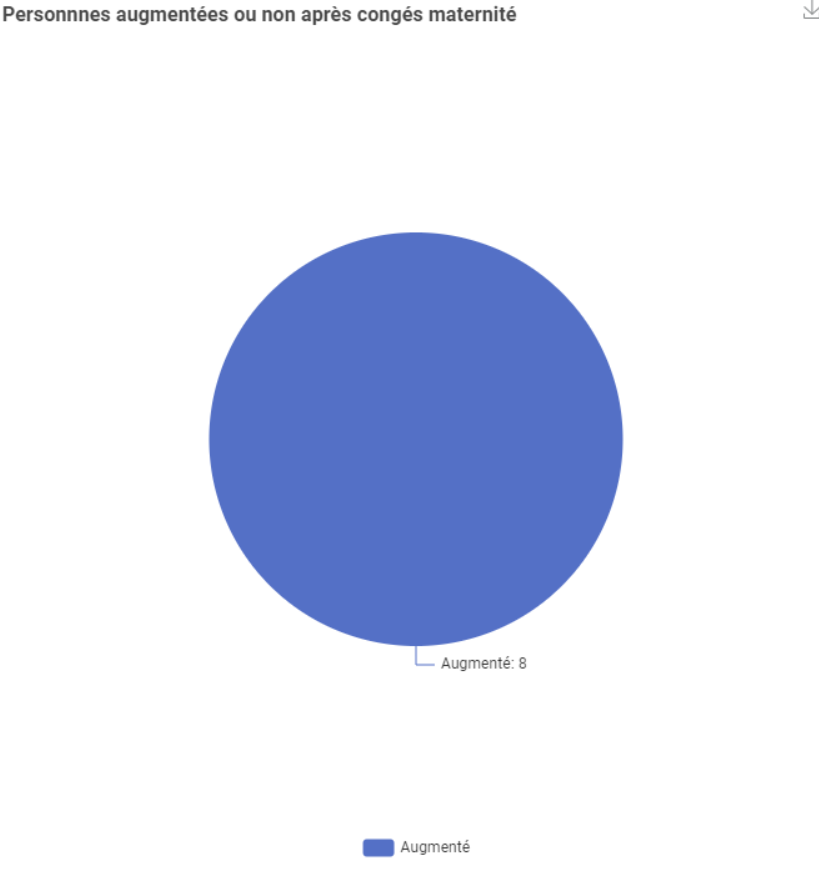 Personnnes augmentées ou non après congés maternité
Augmenté: 8
Augmenté